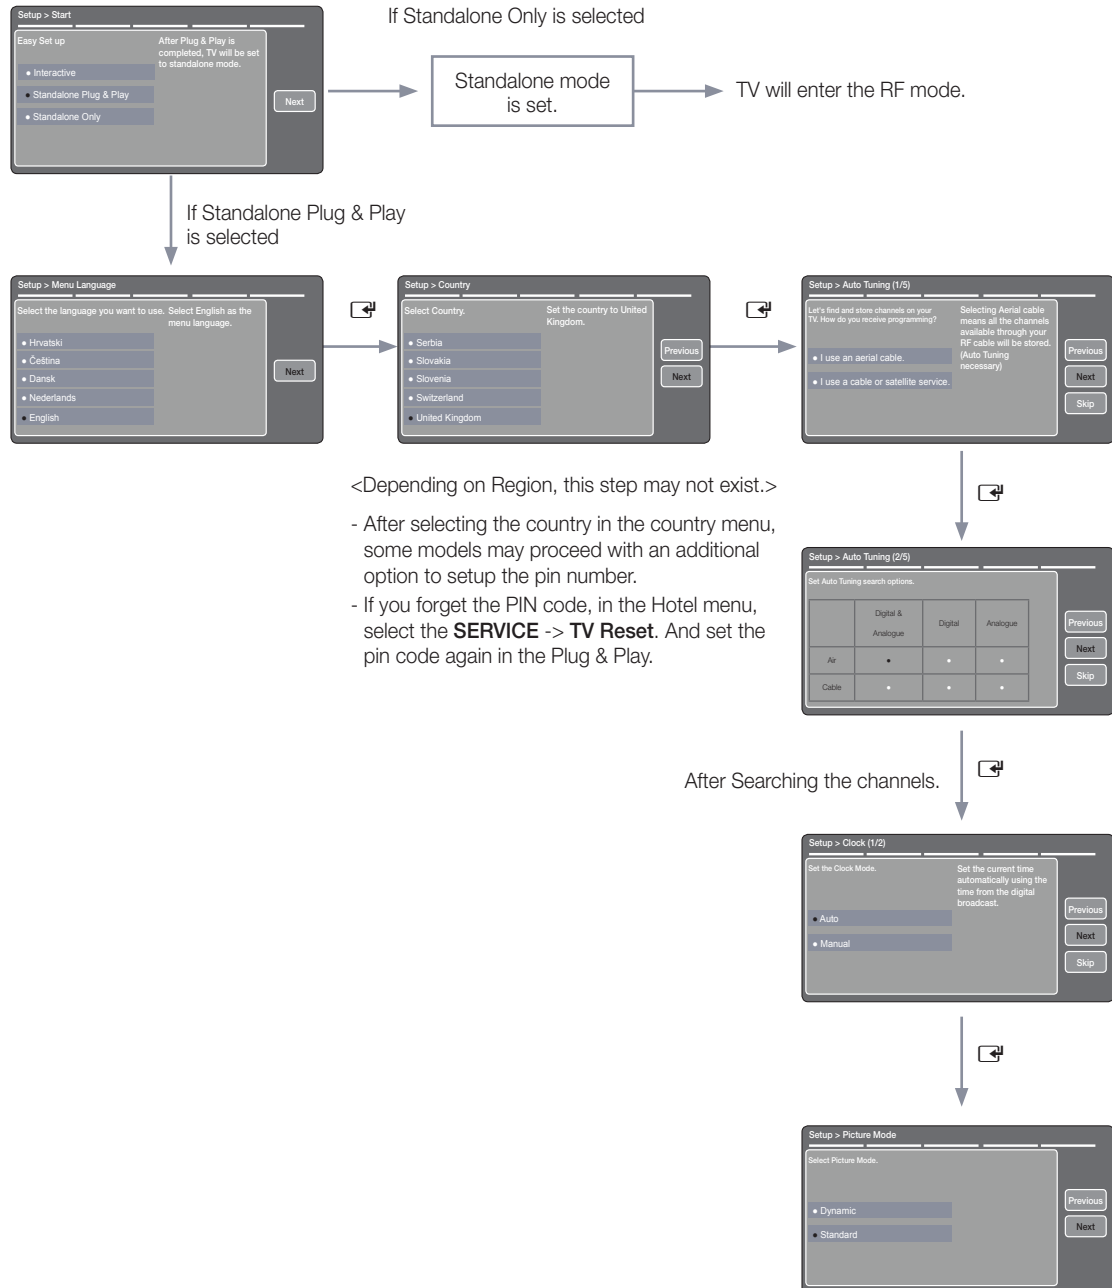 Setup > Start
Easy Set up
After Plug & Play is
completed, TV will be set
to standalone mode.
• Interactive
• Standalone Plug & Play
• Standalone Only
Next
If Standalone Only is selected
Standalone mode
is set.
TV will enter the RF mode.
If Standalone Plug & Play
is selected
Setup > Menu Language
Select the language you want to use.
Select English as the
menu language.
• Hrvatski
• Čeština
• Dansk
• Nederlands
• English
Next
Setup > Country
Select Country.
Set the country to United
Kingdom.
• Serbia
• Slovakia
• Slovenia
• Switzerland
• United Kingdom
Previous
Next
Setup > Auto Tuning (1/5)
Let's find and store channels on your
TV. How do you receive programming?
Selecting Aerial cable
means all the channels
available through your
RF cable will be stored.
(Auto Tuning
necessary)
• I use an aerial cable.
• I use a cable or satellite service.
Previous
Next
Skip
<Depending on Region, this step may not exist.>
- After selecting the country in the country menu,
some models may proceed with an additional
option to setup the pin number.
- If you forget the PIN code, in the Hotel menu,
select the SERVICE -> TV Reset. And set the
pin code again in the Plug & Play.
Setup > Auto Tuning (2/5)
Set Auto Tuning search options.
Digital &
Analogue
Digital
Analogue
Air
Cable
Previous
Next
Skip
After Searching the channels.
Setup > Clock (1/2)
Set the Clock Mode.
Set the current time
automatically using the
time from the digital
broadcast.
• Auto
• Manual
Previous
Next
Skip
Setup > Picture Mode
Select Picture Mode.
• Dynamic
• Standard
Previous
Next